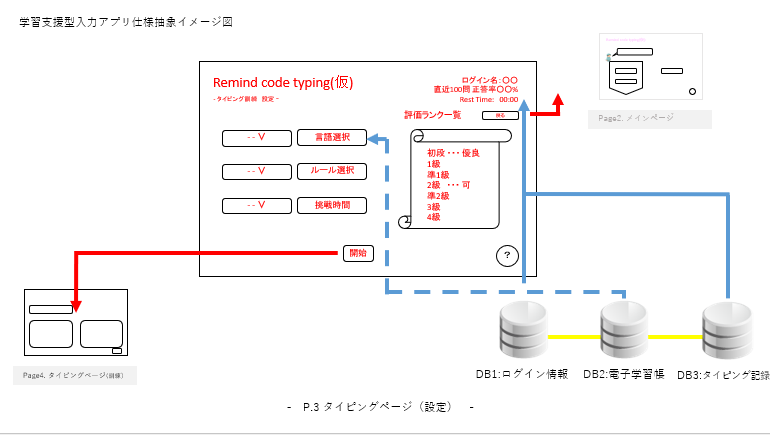 学習支援型入力アプリ仕様抽象イメージ図
Remind code typing(仮)
- タイピング訓練 設定 -
ログイン名:〇〇
直近100問 正答率〇〇%
Rest Time: 00:00
評価ランク一覧
戻る
- - V
言語選択
- - V
ルール選択
- - V
挑戦時間
初段 ・・・優良
1級
準1級
2級 ・・・可
準2級
3級
4級
開始
?
Page2. メインページ
Page4. タイピングページ(訓練)
DB1:ログイン情報
DB2:電子学習帳
DB3:タイピング記録
- P.3 タイピングページ(設定) -